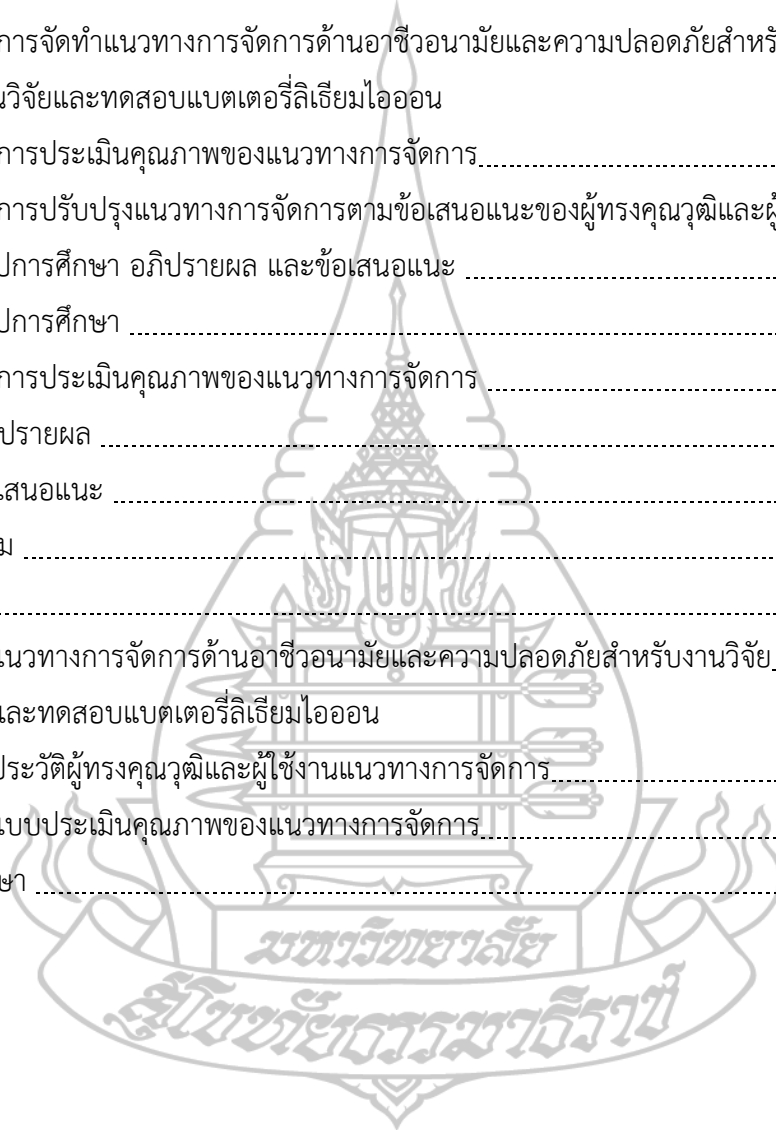 การจัดทำแนวทางการจัดการด้านอาชีวอนามัยและความปลอดภัยสำหรั
นวิจัยและทดสอบแบตเตอรี่ลิเธียมไอออน
การประเมินคุณภาพของแนวทางการจัดการ
การปรับปรุงแนวทางการจัดการตามข้อเสนอแนะของผู้ทรงคุณวุฒิและผู้
ปการศึกษา อภิปรายผล และข้อเสนอแนะ
ปการศึกษา
การประเมินคุณภาพของแนวทางการจัดการ
ปรายผล
เสนอแนะ
ม
แนวทางการจัดการด้านอาชีวอนามัยและความปลอดภัยสำหรับงานวิจัย
และทดสอบแบตเตอรี่ลิเธียมไอออน
ประวัติผู้ทรงคุณวุฒิและผู้ใช้งานแนวทางการจัดการ
แบบประเมินคุณภาพของแนวทางการจัดการ
ษา
มหาวิทยาลัย
สุโขทัยธรรมาธิราช